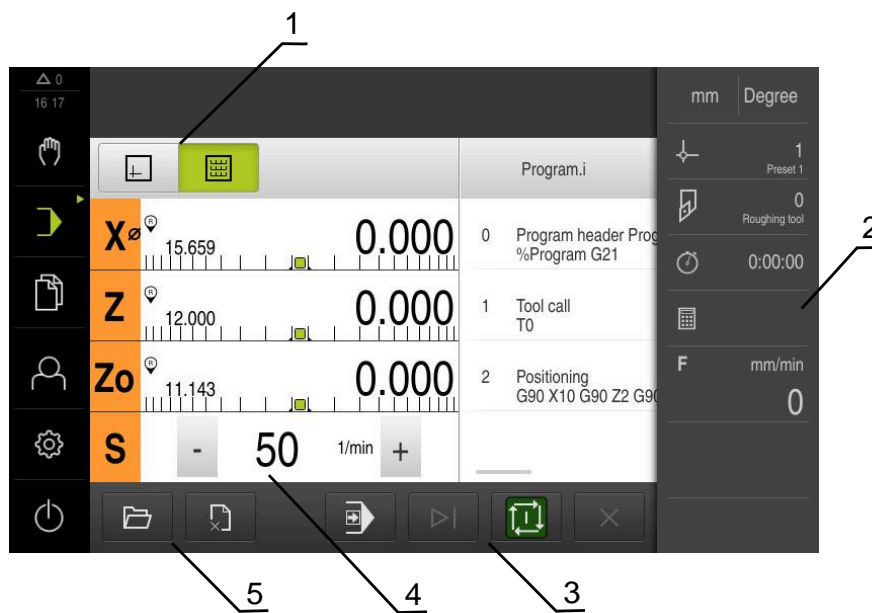 1
△ 0
16 17
mm Degree
1
Preset 1
Program.i
0
Roughing tool
2
X⌀ R 15.659 0.000
0 Program header Prog
%Program G21
0:00:00
Z R 12.000 0.000
1 Tool call
T0
F mm/min
0
Zo R 11.143 0.000
2 Positioning
G90 X10 G90 Z2 G90
S - 50 1/min +
I
5
4
3